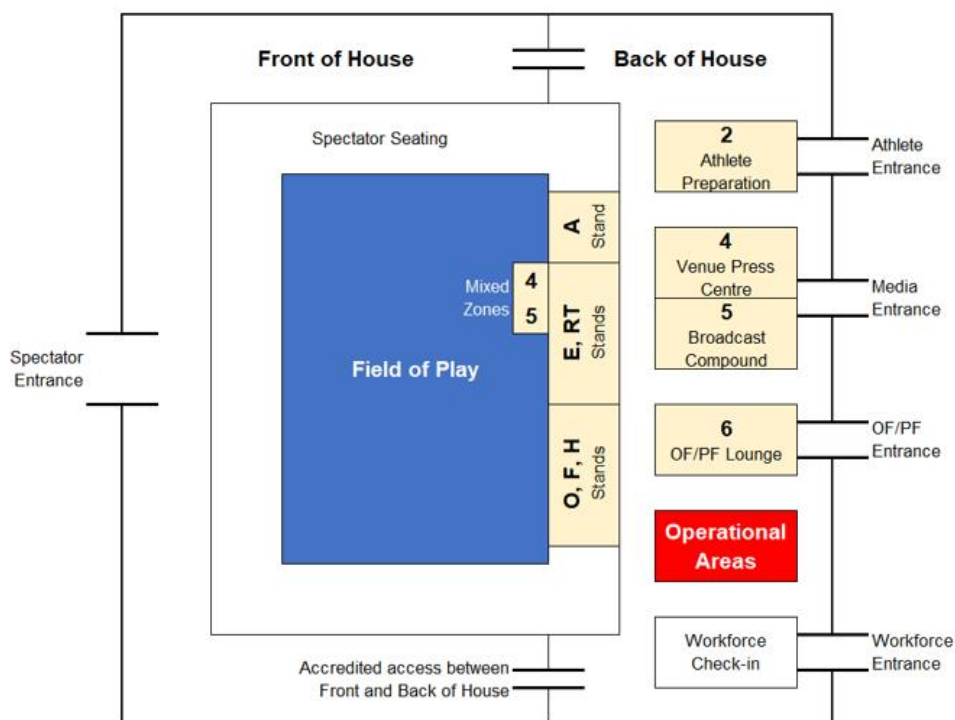 Front of House
Back of House
Spectator Seating
2
Athlete
Preparation
Athlete
Entrance
A
Stand
4
Venue Press
Centre
5
Broadcast
Compound
Media
Entrance
Mixed
Zones
4
5
E, RT
Stands
Spectator
Entrance
Field of Play
6
OF/PF Lounge
OF/PF
Entrance
O, F, H
Stands
Operational
Areas
Workforce
Check-in
Workforce
Entrance
Accredited access between
Front and Back of House